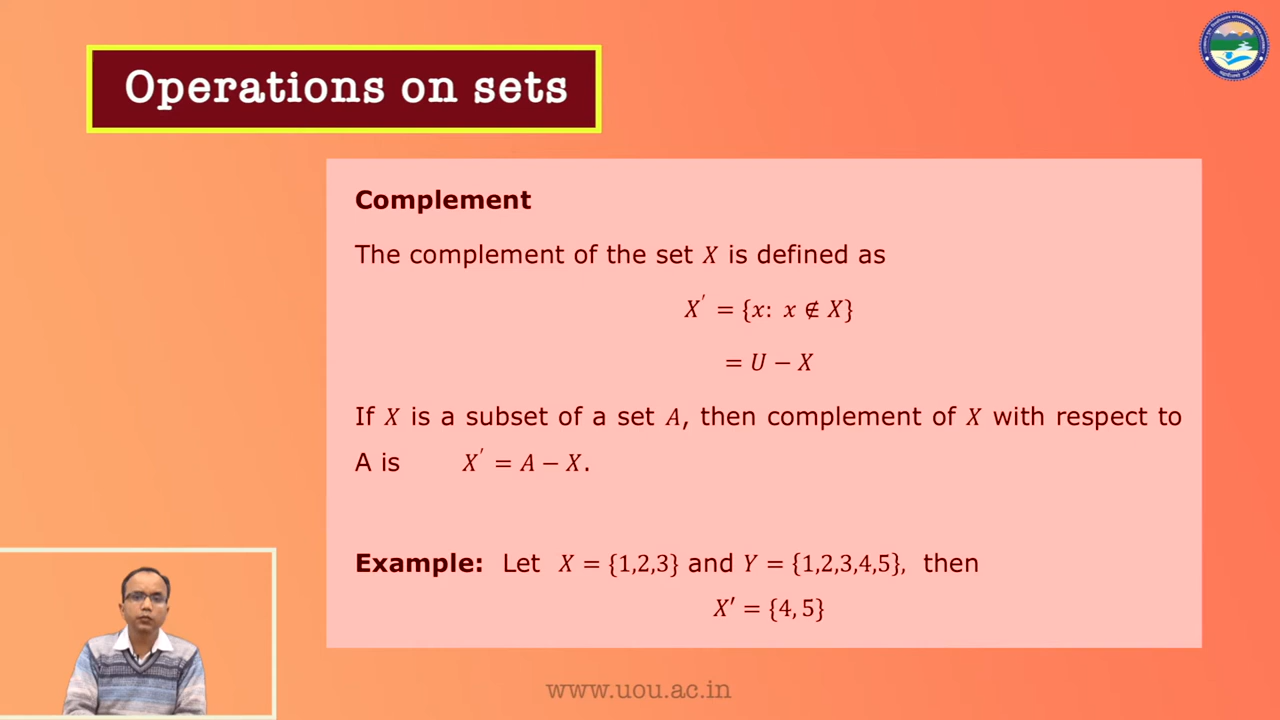 Operations on sets
Complement
The complement of the set X is defined as
X′ = {x: x ∉ X}
= U − X
If X is a subset of a set A, then complement of X with respect to
A is X′ = A − X.
Example: Let X = {1,2,3} and Y = {1,2,3,4,5}, then
X′ = {4, 5}
www.uou.ac.in